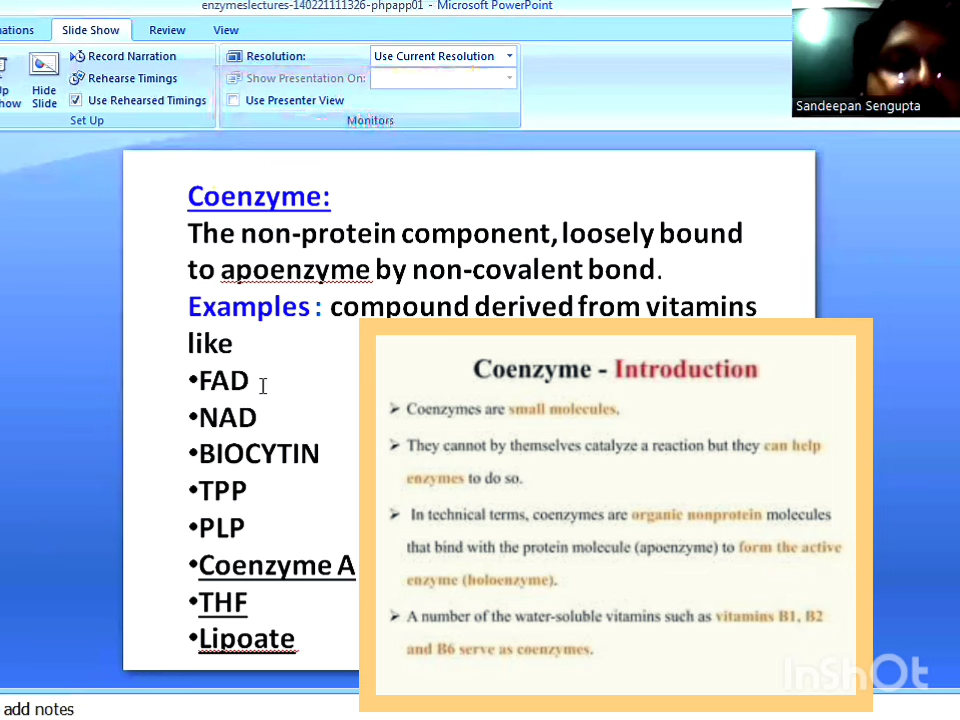 enzymeslectures-140221111326-phpapp01 - Microsoft PowerPoint
Slide Show
Review
View
Record Narration
Resolution:
Use Current Resolution
Rehearse Timings
Show Presentation On:
Hide
Slide
Use Rehearsed Timings
Use Presenter View
Set Up
Monitors
Sandeepan Sengupta
Coenzyme:
The non-protein component, loosely bound
to apoenzyme by non-covalent bond.
Examples : compound derived from vitamins
like
•FAD
•NAD
•BIOCYTIN
•TPP
•PLP
•Coenzyme A
•THF
•Lipoate
Coenzyme - Introduction
➢ Coenzymes are small molecules.
➢ They cannot by themselves catalyze a reaction but they can help
enzymes to do so.
➢ In technical terms, coenzymes are organic nonprotein molecules
that bind with the protein molecule (apoenzyme) to form the active
enzyme (holoenzyme).
➢ A number of the water-soluble vitamins such as vitamins B1, B2
and B6 serve as coenzymes.
InShOt
add notes